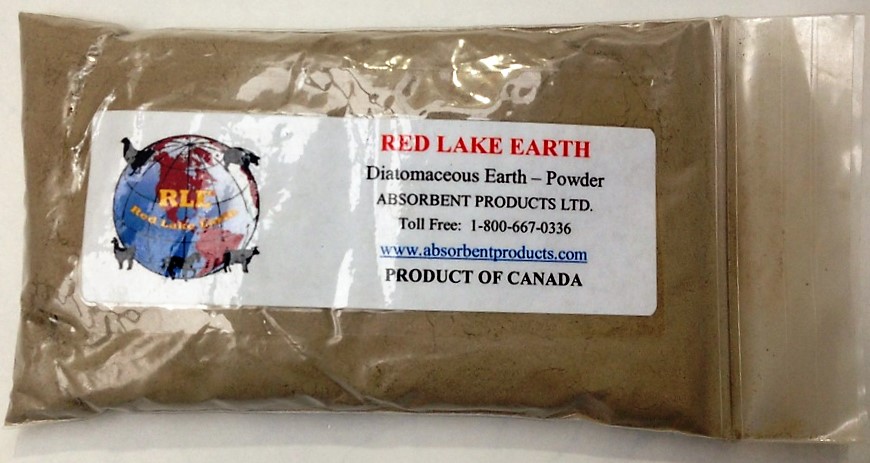 RLE
Red Lake Earth
RED LAKE EARTH
Diatomaceous Earth – Powder
ABSORBENT PRODUCTS LTD.
Toll Free: 1-800-667-0336
www.absorbentproducts.com
PRODUCT OF CANADA